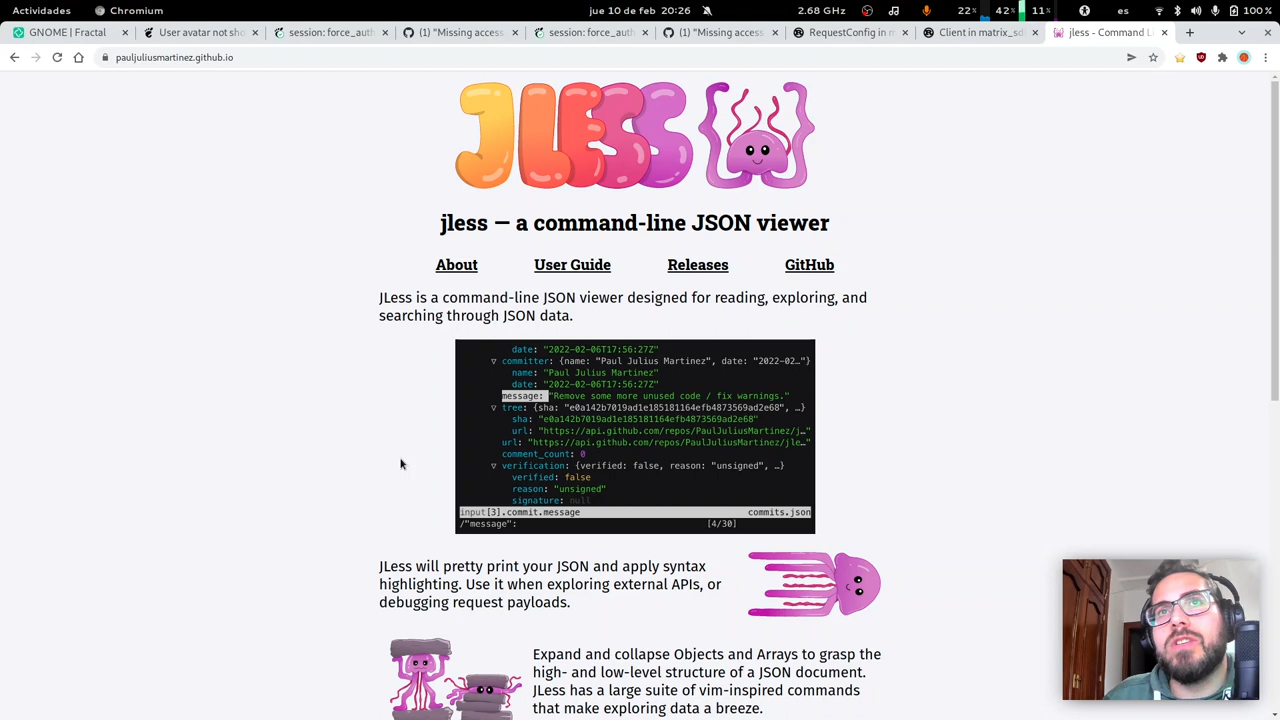 Actividades
Chromium
jue 10 de feb 20:26
2.68 GHz
22 %
42 %
11 %
es
100 %
GNOME | Fractal
User avatar not sho
session: force_auth
(1) "Missing access
session: force_auth
(1) "Missing access
RequestConfig in m
Client in matrix_sd
jless - Command Li
pauljuliusmartinez.github.io
JLESS
jless — a command-line JSON viewer
About
User Guide
Releases
GitHub
JLess is a command-line JSON viewer designed for reading, exploring, and
searching through JSON data.
date: "2022-02-06T17:56:27Z"
▽ committer: {name: "Paul Julius Martinez", date: "2022-02…"}
name: "Paul Julius Martinez"
date: "2022-02-06T17:56:27Z"
message: "Remove some more unused code / fix warnings."
▽ tree: {sha: "e0a142b7019ad1e185181164efb4873569ad2e68", …}
sha: "e0a142b7019ad1e185181164efb4873569ad2e68"
url: "https://api.github.com/repos/PaulJuliusMartinez/j…"
url: "https://api.github.com/repos/PaulJuliusMartinez/jle…"
comment_count: 0
▽ verification: {verified: false, reason: "unsigned", …}
verified: false
reason: "unsigned"
signature: null
input[3].commit.message
commits.json
/"message":
[4/30]
JLess will pretty print your JSON and apply syntax
highlighting. Use it when exploring external APIs, or
debugging request payloads.
Expand and collapse Objects and Arrays to grasp the
high- and low-level structure of a JSON document.
JLess has a large suite of vim-inspired commands
that make exploring data a breeze.